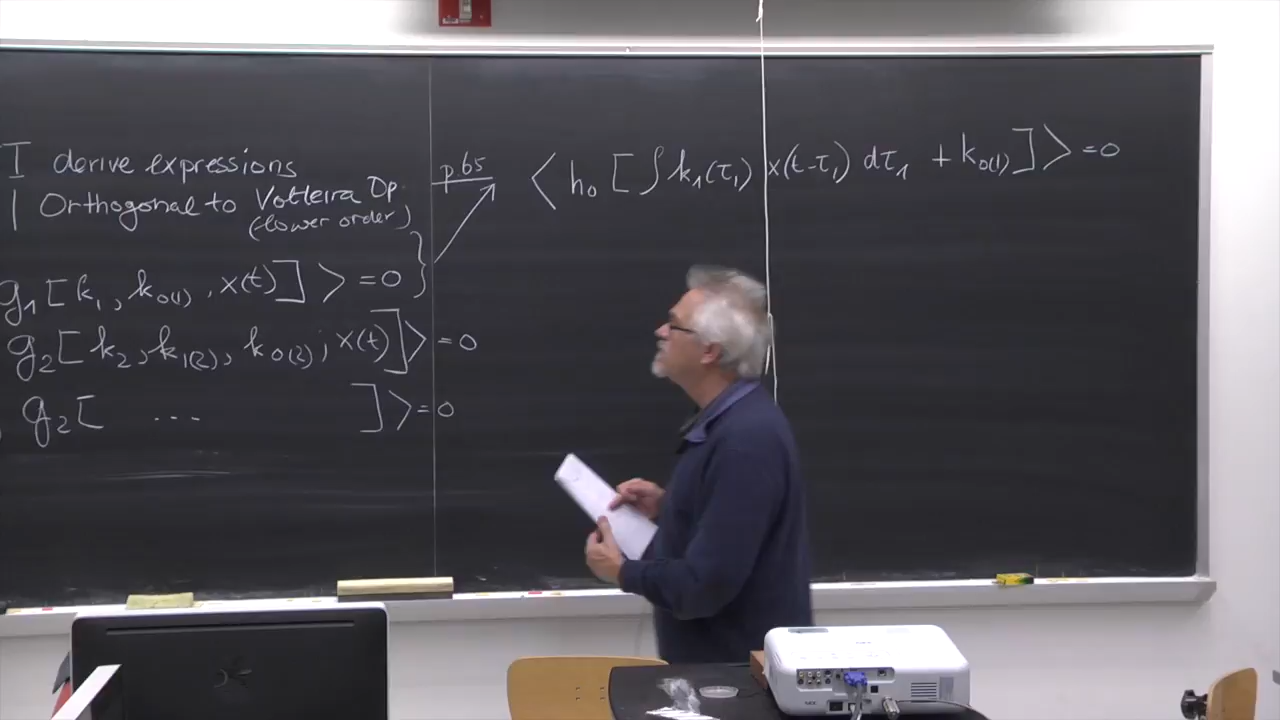 I derive expressions
| Orthogonal to Volterra Op.
(-lower order)
g₁[k₁, k₀₍₁₎, x(t)]⟩ = 0
g₂[k₂, k₁₍₂₎, k₀₍₂₎; x(t)]⟩ = 0
g₂[ ... ]⟩ = 0
p 65
⟨h₀[∫k₁(τ₁) x(t-τ₁) dτ₁ + k₀₍₁₎]⟩ = 0